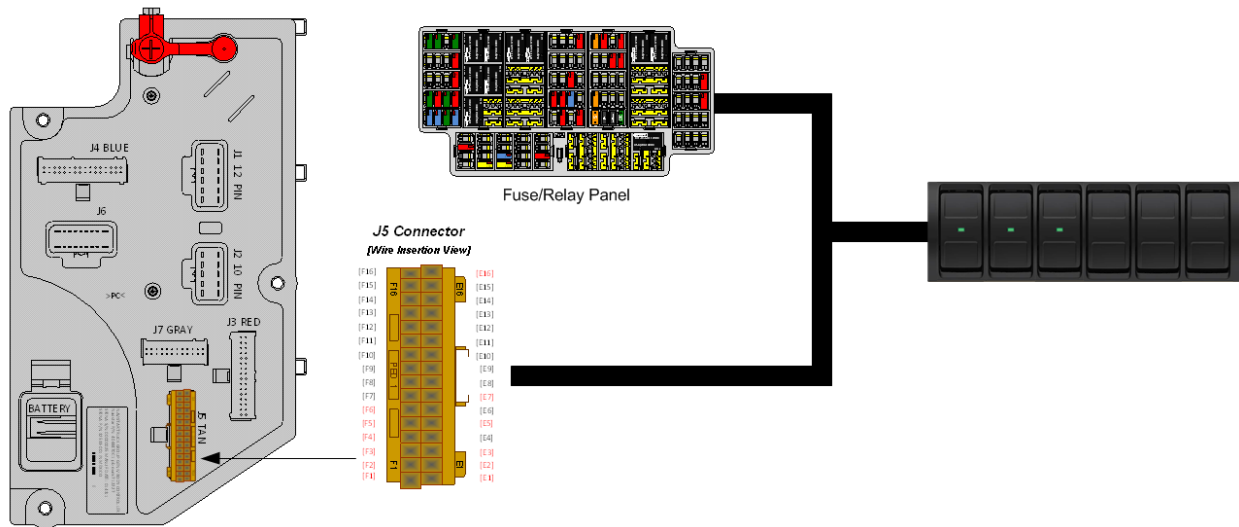 J4 BLUE
J1 12 PIN
J6
J2 10 PIN
>PC<
J7 GRAY
J3 RED
BATTERY
J5 TAN
Fuse/Relay Panel
J5 Connector
[Wire Insertion View]
[F16]
[F15]
[F14]
[F13]
[F12]
[F11]
[F10]
[F9]
[F8]
[F7]
[F6]
[F5]
[F4]
[F3]
[F2]
[F1]
F16
PED 1
F1
E16
E1
[E16]
[E15]
[E14]
[E13]
[E12]
[E11]
[E10]
[E9]
[E8]
[E7]
[E6]
[E5]
[E4]
[E3]
[E2]
[E1]